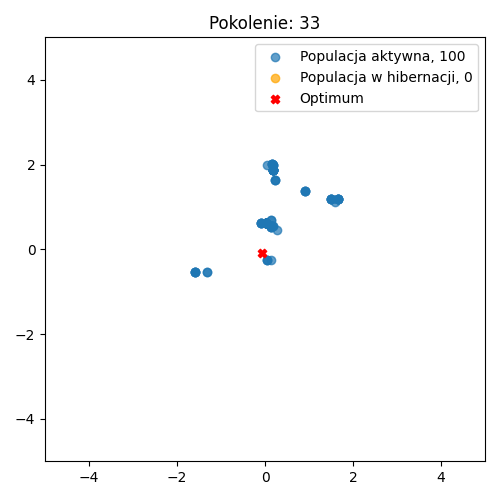 Pokolenie: 33
Populacja aktywna, 100
Populacja w hibernacji, 0
Optimum
4
2
0
−2
−4
−4
−2
0
2
4